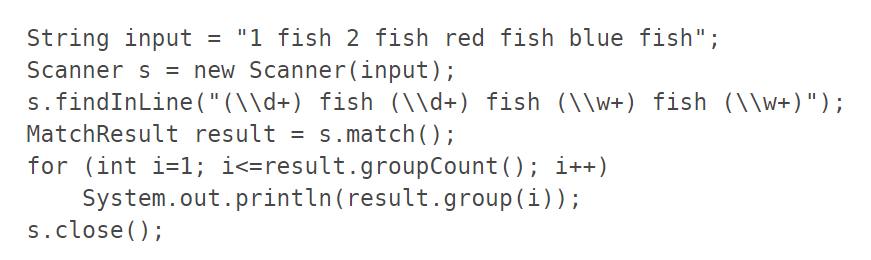 String input = "1 fish 2 fish red fish blue fish";
Scanner s = new Scanner(input);
s.findInLine("(\\d+) fish (\\d+) fish (\\w+) fish (\\w+)");
MatchResult result = s.match();
for (int i=1; i<=result.groupCount(); i++)
    System.out.println(result.group(i));
s.close();